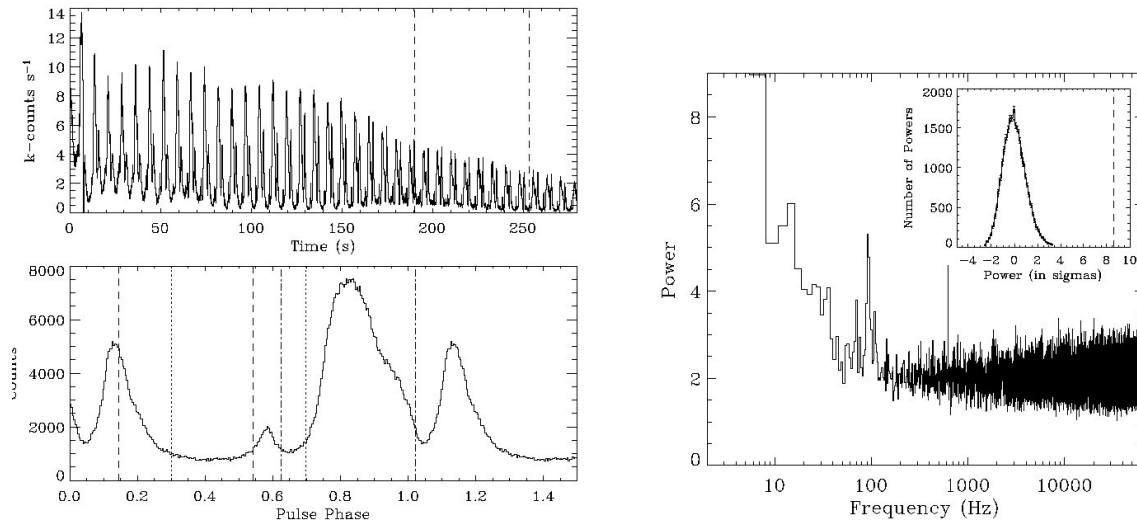 14
12
10
8
6
4
2
0
k-counts s⁻¹
0 50 100 150 200 250
Time (s)
8000
6000
4000
2000
0
0.0 0.2 0.4 0.6 0.8 1.0 1.2 1.4
Pulse Phase
8
6
4
2
0
Power
10 100 1000 10000
Frequency (Hz)
2000
1500
1000
500
0
Number of Powers
−4 −2 0 2 4 6 8 10
Power (in sigmas)